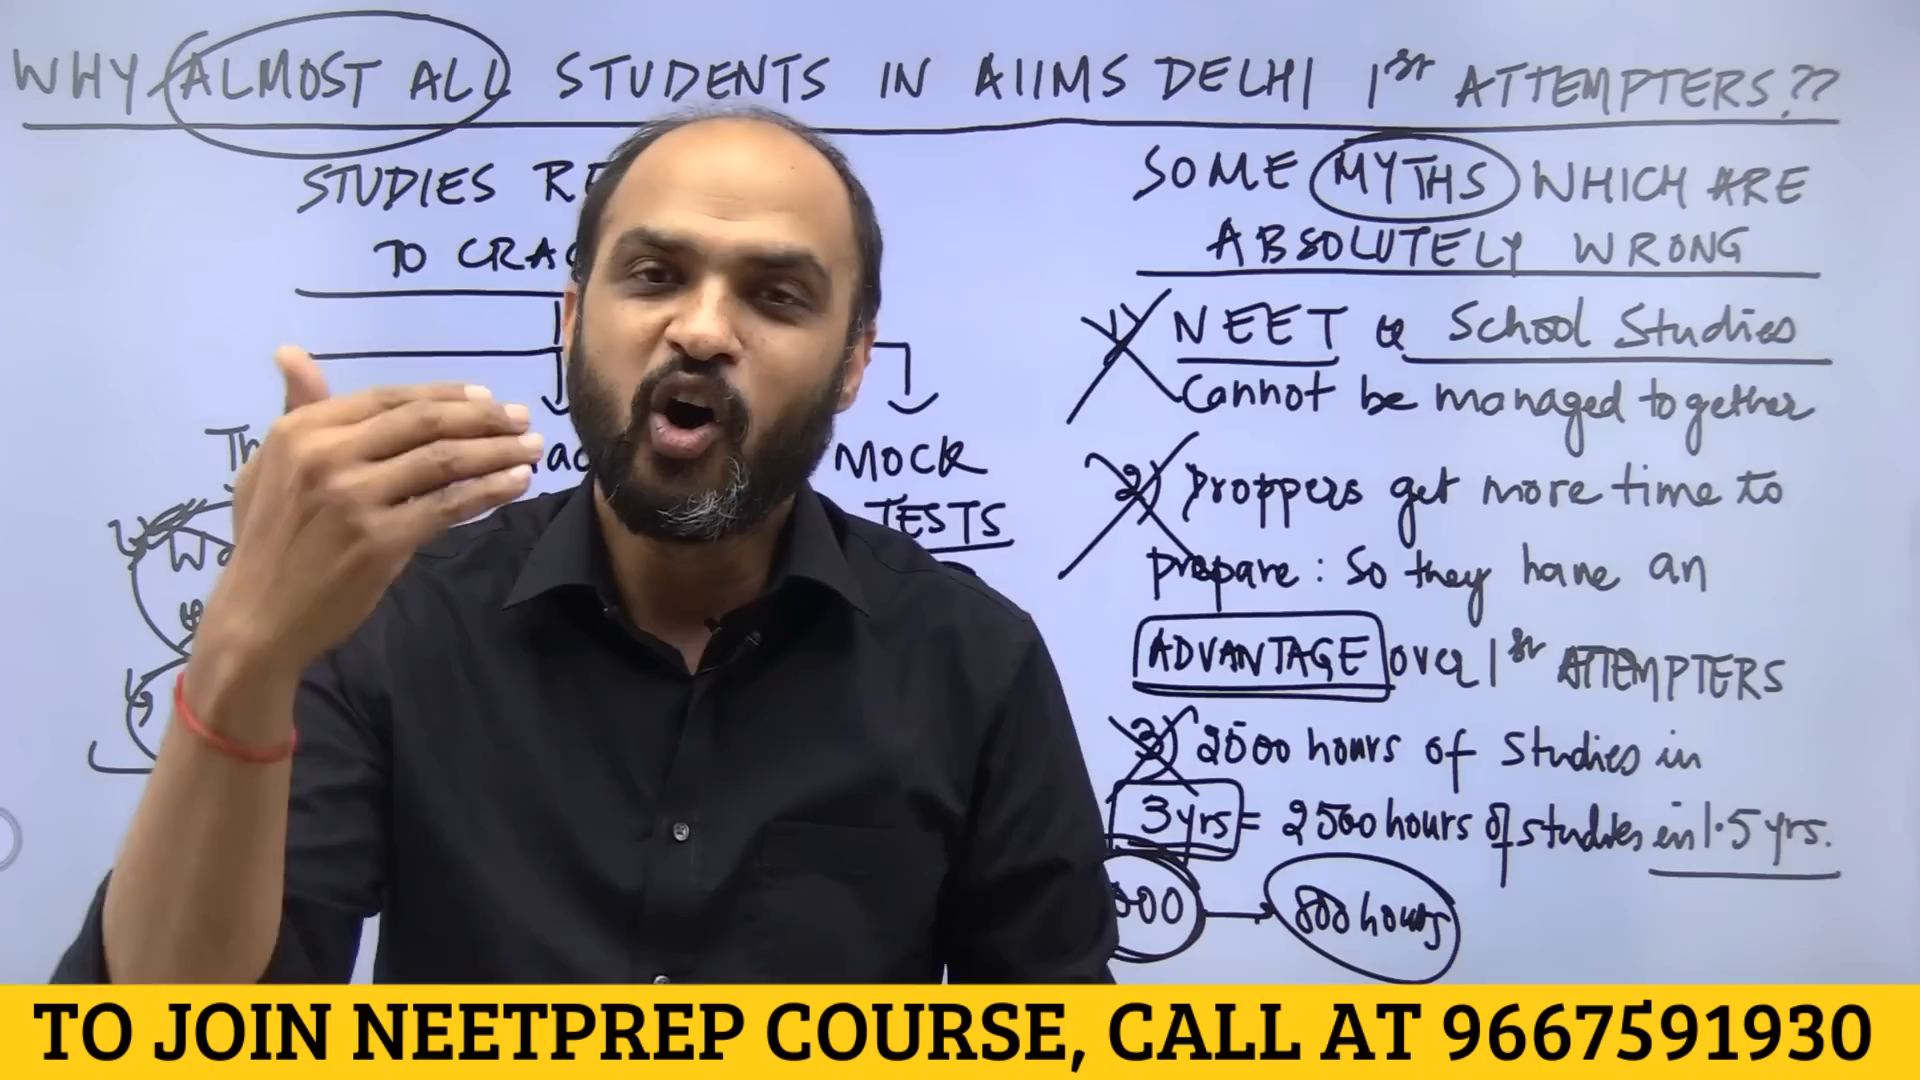 WHY ALMOST ALL STUDENTS IN AIIMS DELHI 1st ATTEMPTERS??
STUDIES
TO
MOCK
TESTS
SOME MYTHS WHICH ARE
ABSOLUTELY WRONG
1) NEET & School Studies
Cannot be managed together
2) Droppers get more time to
prepare: So they have an
ADVANTAGE over 1st ATTEMPTERS
3) 2500 hours of studies in
3 yrs = 2500 hours of studies in 1.5 yrs.
800 hours
TO JOIN NEETPREP COURSE, CALL AT 9667591930